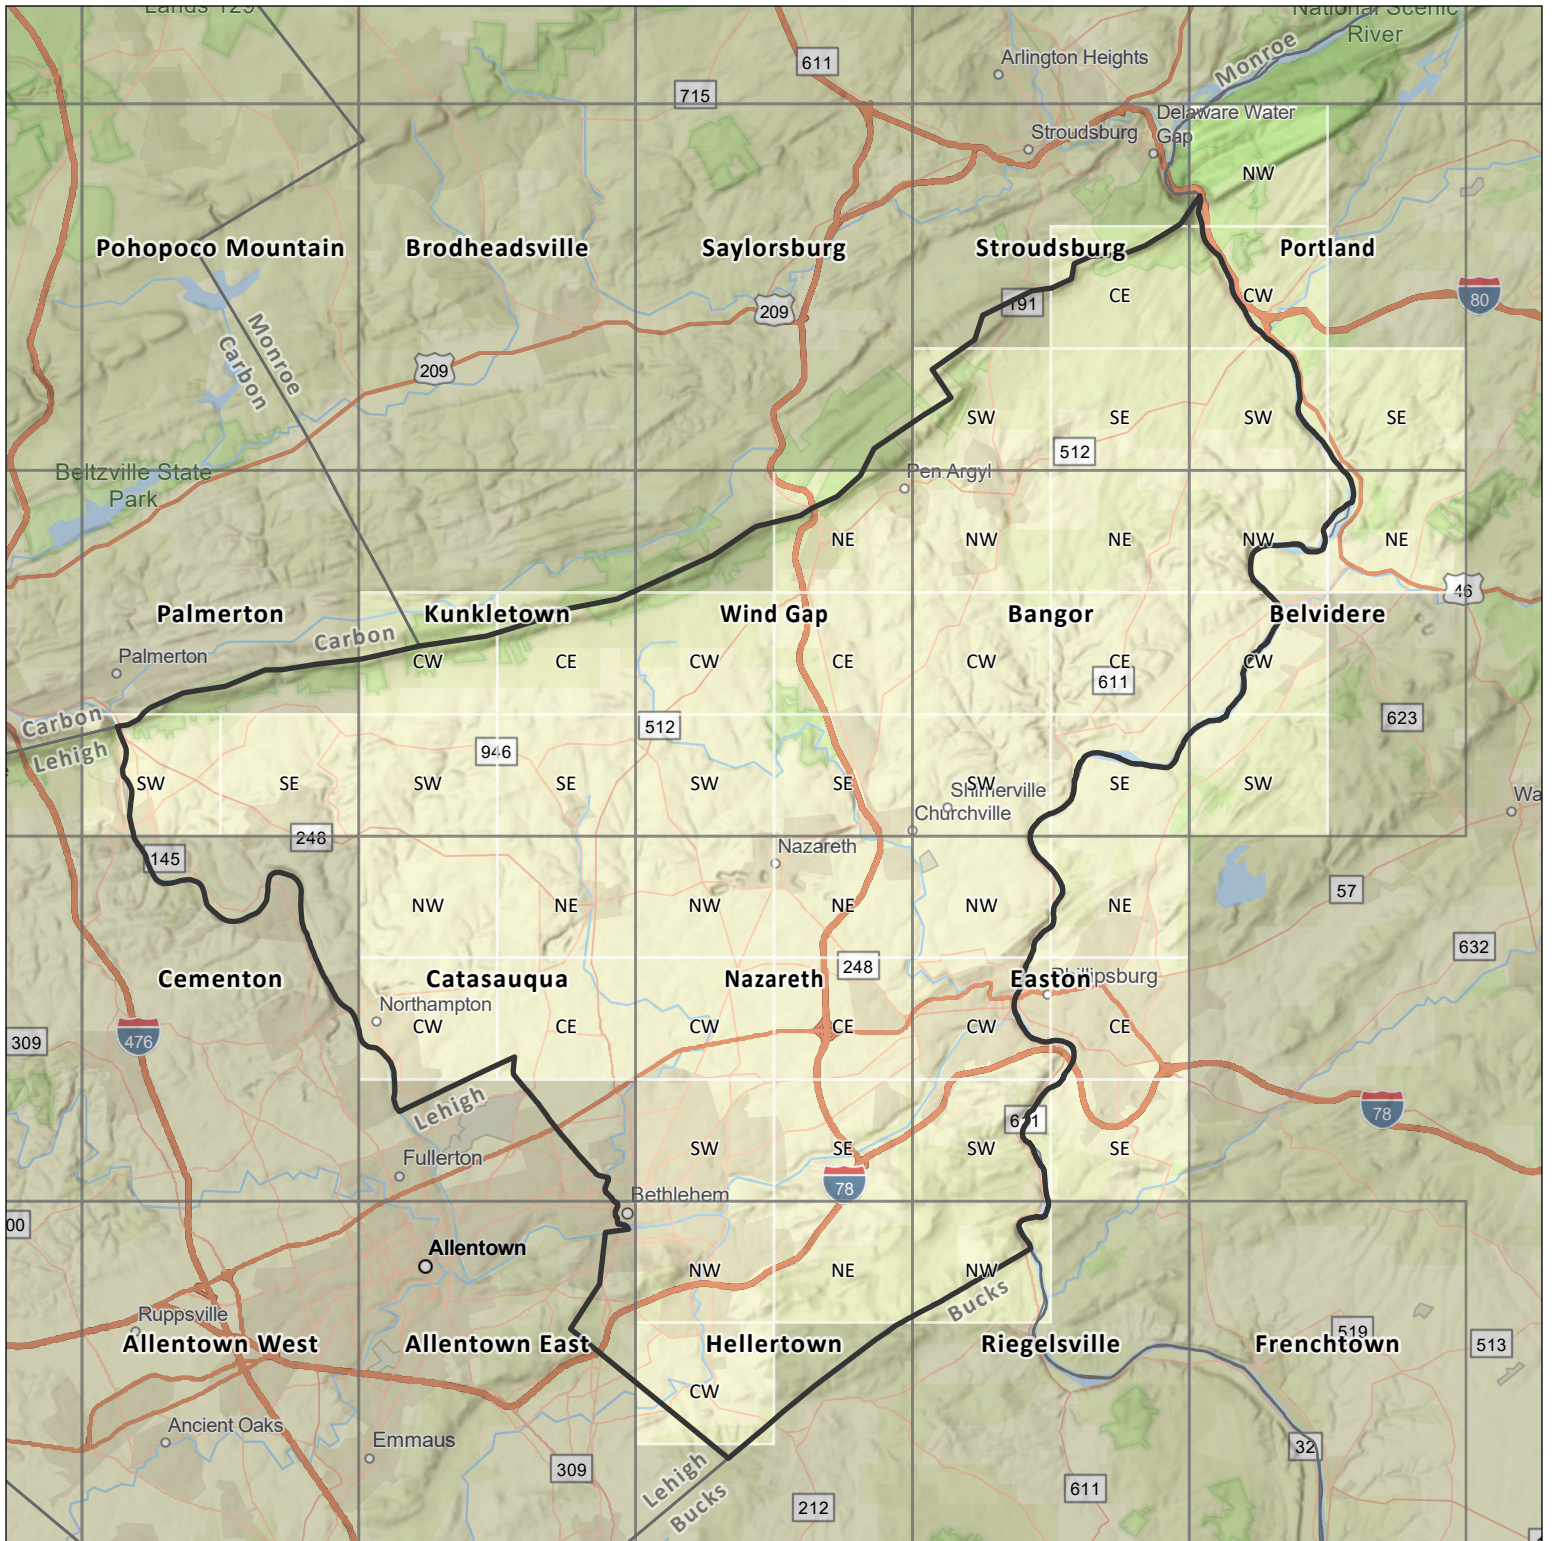 Lands 129
National Scenic
River
Monroe
611
Arlington Heights
715
Delaware Water
Gap
Stroudsburg
NW
Pohopoco Mountain
Brodheadsville
Saylorsburg
Stroudsburg
Portland
CE
CW
191
80
209
Monroe
Carbon
209
SW
SE
SW
SE
512
Beltzville State
Park
Pen Argyl
NE
NW
NE
NW
NE
46
Palmerton
Kunkletown
Wind Gap
Bangor
Belvidere
Carbon
Palmerton
CW
CE
CW
CE
CW
CE
CW
611
Carbon
Lehigh
512
623
946
SW
SE
SW
SE
SW
SE
SW
SE
SW
Shimerville
Churchville
Wa
248
145
Nazareth
57
NW
NE
NW
NE
NW
NE
632
248
Cementon
Catasauqua
Nazareth
Easton
Phillipsburg
Northampton
CW
CE
CW
CE
CW
CE
309
476
Lehigh
78
611
SW
SE
SW
SE
Fullerton
78
Bethlehem
00
Allentown
NW
NE
NW
Bucks
Ruppsville
519
513
Allentown West
Allentown East
Hellertown
Riegelsville
Frenchtown
CW
Ancient Oaks
Emmaus
309
32
Lehigh
Bucks
611
212